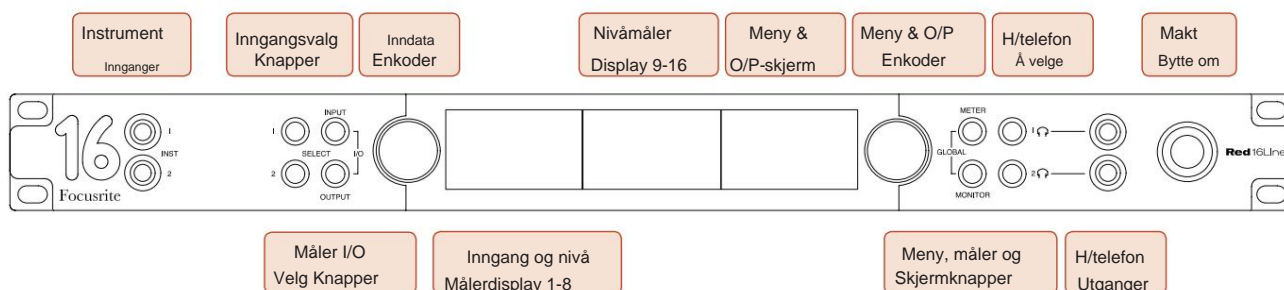 Instrument
Innganger
Inngangsvalg
Knapper
Inndata
Enkoder
Nivåmåler
Display 9-16
Meny &
O/P-skjerm
Meny & O/P
Enkoder
H/telefon
Å velge
Makt
Bytte om
16
Focusrite
1
INST
2
INPUT
1
SELECT
I/O
2
OUTPUT
METER
1
GLOBAL
2
MONITOR
Red16Line
Måler I/O
Velg Knapper
Inngang og nivå
Målerdisplay 1-8
Meny, måler og
Skjermknapper
H/telefon
Utganger